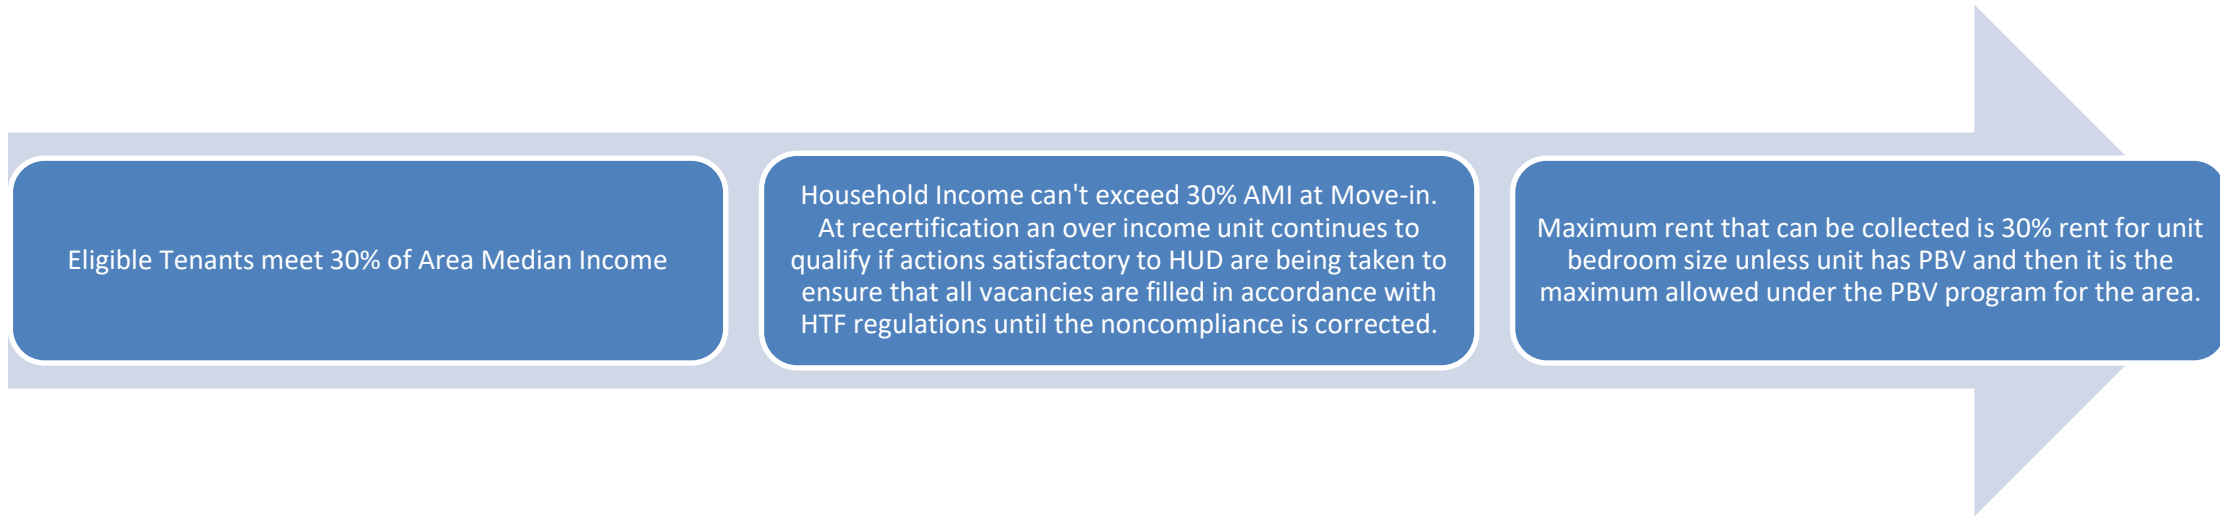 Eligible Tenants meet 30% of Area Median Income
Household Income can't exceed 30% AMI at Move-in.
At recertification an over income unit continues to
qualify if actions satisfactory to HUD are being taken to
ensure that all vacancies are filled in accordance with
HTF regulations until the noncompliance is corrected.
Maximum rent that can be collected is 30% rent for unit
bedroom size unless unit has PBV and then it is the
maximum allowed under the PBV program for the area.